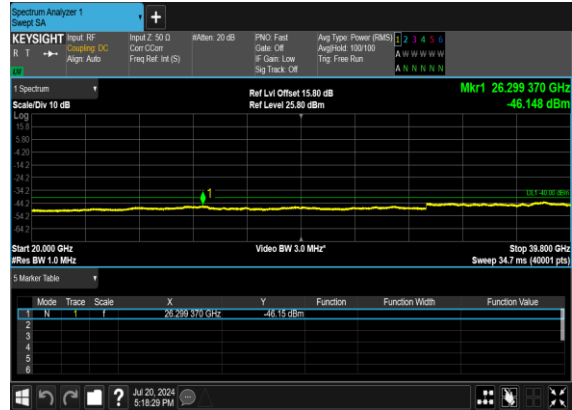 Spectrum Analyzer 1
Swept SA
+
KEYSIGHT Input: RF Input Z: 50 Ω #Atten: 20 dB PNO: Fast Avg Type: Power (RMS) 1 2 3 4 5 6
R T Coupling: DC Corr CCorr Gate: Off Avg|Hold: 100/100 A W W W W W
Align: Auto Freq Ref: Int (S) IF Gain: Low Trig: Free Run
LW Sig Track: Off A N N N N N
1 Spectrum Ref Lvl Offset 15.80 dB Mkr1 26.299 370 GHz
Scale/Div 10 dB Ref Level 25.80 dBm -46.148 dBm
Log
15.8
5.80
-4.20
-14.2
-24.2
-34.2 1 DL1 -40.00 dBm
-44.2
-54.2
-64.2
Start 20.000 GHz Video BW 3.0 MHz* Stop 39.800 GHz
#Res BW 1.0 MHz Sweep 34.7 ms (40001 pts)
5 Marker Table
Mode Trace Scale X Y Function Function Width Function Value
1 N 1 f 26.299 370 GHz -46.15 dBm
2
3
4
5
6
? Jul 20, 2024
5:18:29 PM